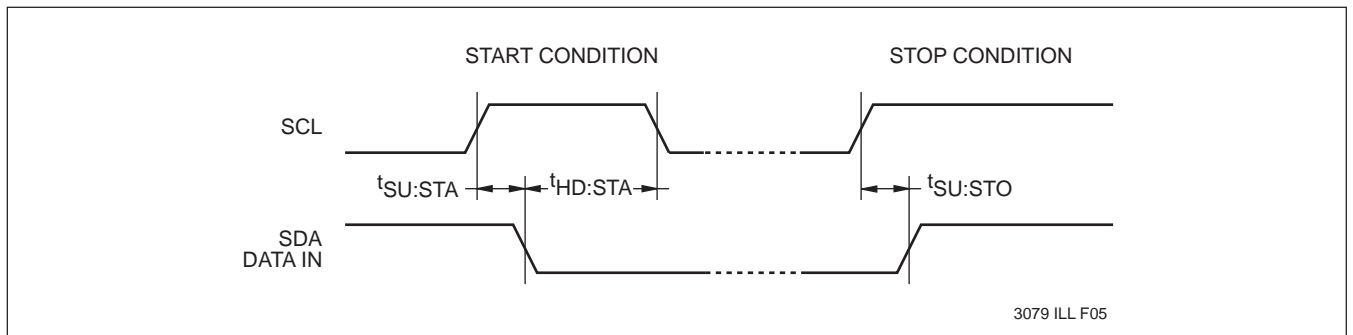 START CONDITION
STOP CONDITION
SCL
tSU:STA
tHD:STA
tSU:STO
SDA
DATA IN
3079 ILL F05